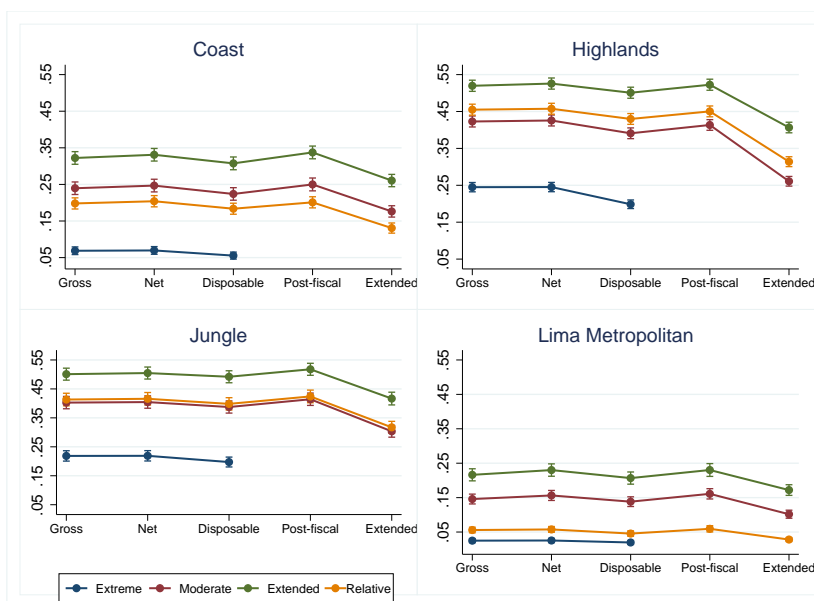 Coast
.55
.45
.35
.25
.15
.05
Gross Net Disposable Post-fiscal Extended
Highlands
.55
.45
.35
.25
.15
.05
Gross Net Disposable Post-fiscal Extended
Jungle
.55
.45
.35
.25
.15
.05
Gross Net Disposable Post-fiscal Extended
Lima Metropolitan
.55
.45
.35
.25
.15
.05
Gross Net Disposable Post-fiscal Extended
Extreme Moderate Extended Relative